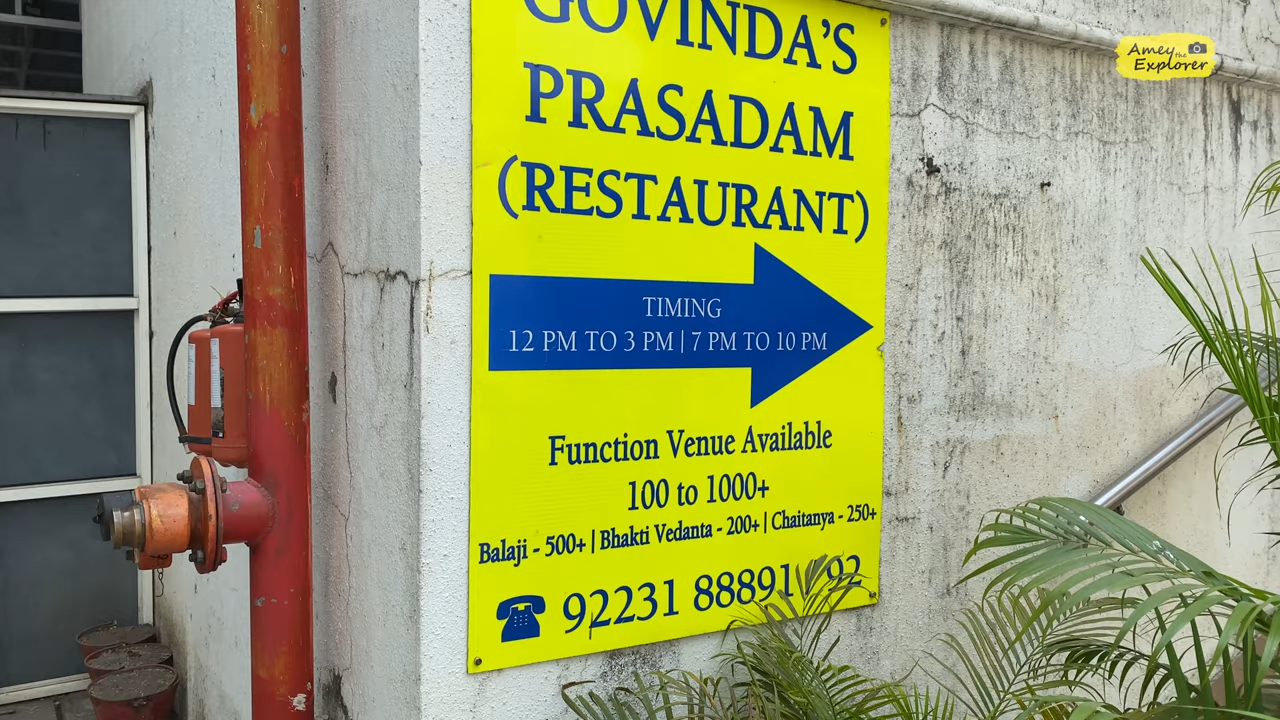 GOVINDA'S
PRASADAM
(RESTAURANT)
TIMING
12 PM TO 3 PM | 7 PM TO 10 PM
Function Venue Available
100 to 1000+
Balaji - 500+ | Bhakti Vedanta - 200+ | Chaitanya - 250+
92231 88891 92
Amey the
Explorer